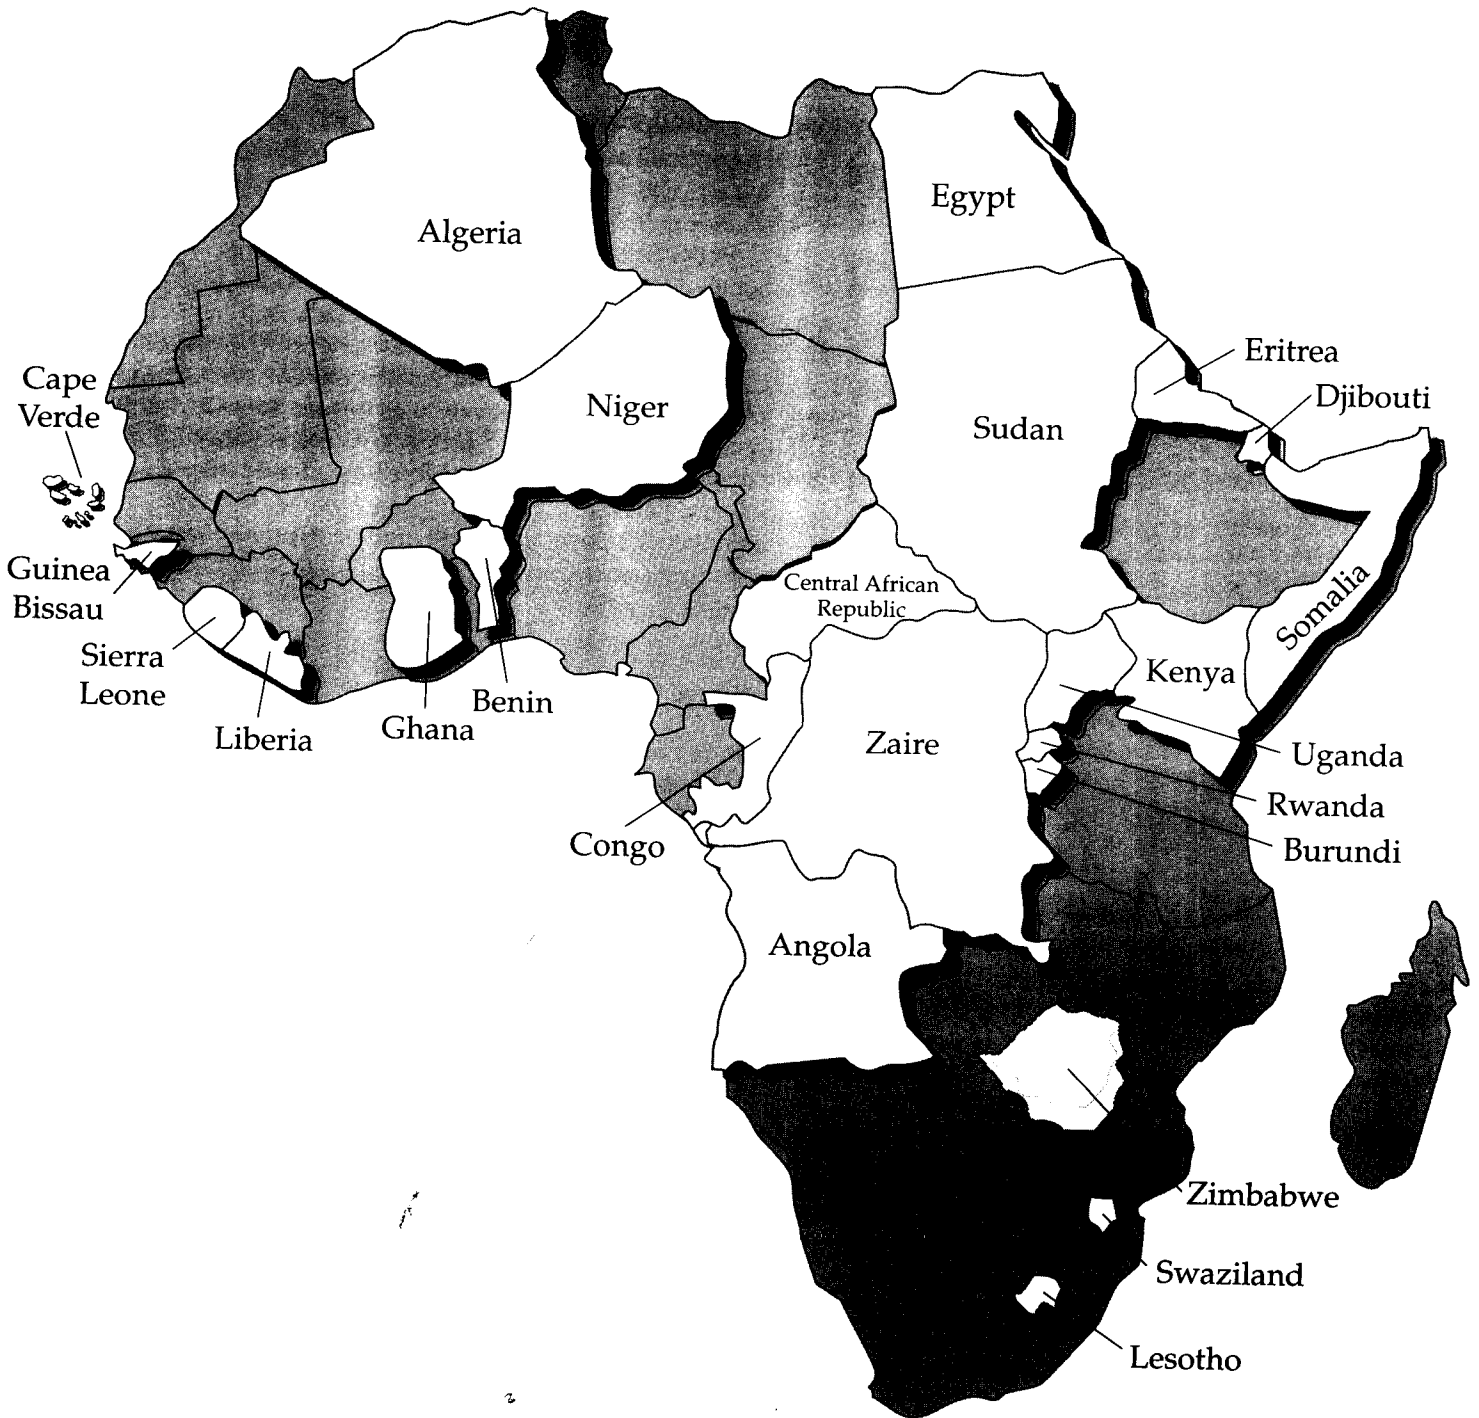 Egypt
Algeria
Eritrea
Cape
Verde
Djibouti
Niger
Sudan
Guinea
Bissau
Central African
Republic
Somalia
Sierra
Leone
Kenya
Benin
Ghana
Liberia
Zaire
Uganda
Rwanda
Congo
Burundi
Angola
Zimbabwe
Swaziland
Lesotho